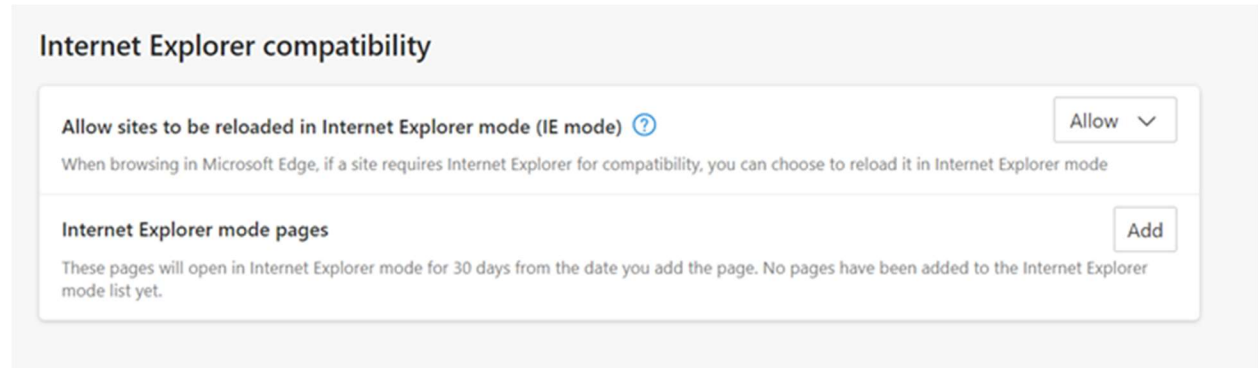 Internet Explorer compatibility
Allow sites to be reloaded in Internet Explorer mode (IE mode) ?
Allow
When browsing in Microsoft Edge, if a site requires Internet Explorer for compatibility, you can choose to reload it in Internet Explorer mode
Internet Explorer mode pages
Add
These pages will open in Internet Explorer mode for 30 days from the date you add the page. No pages have been added to the Internet Explorer
mode list yet.